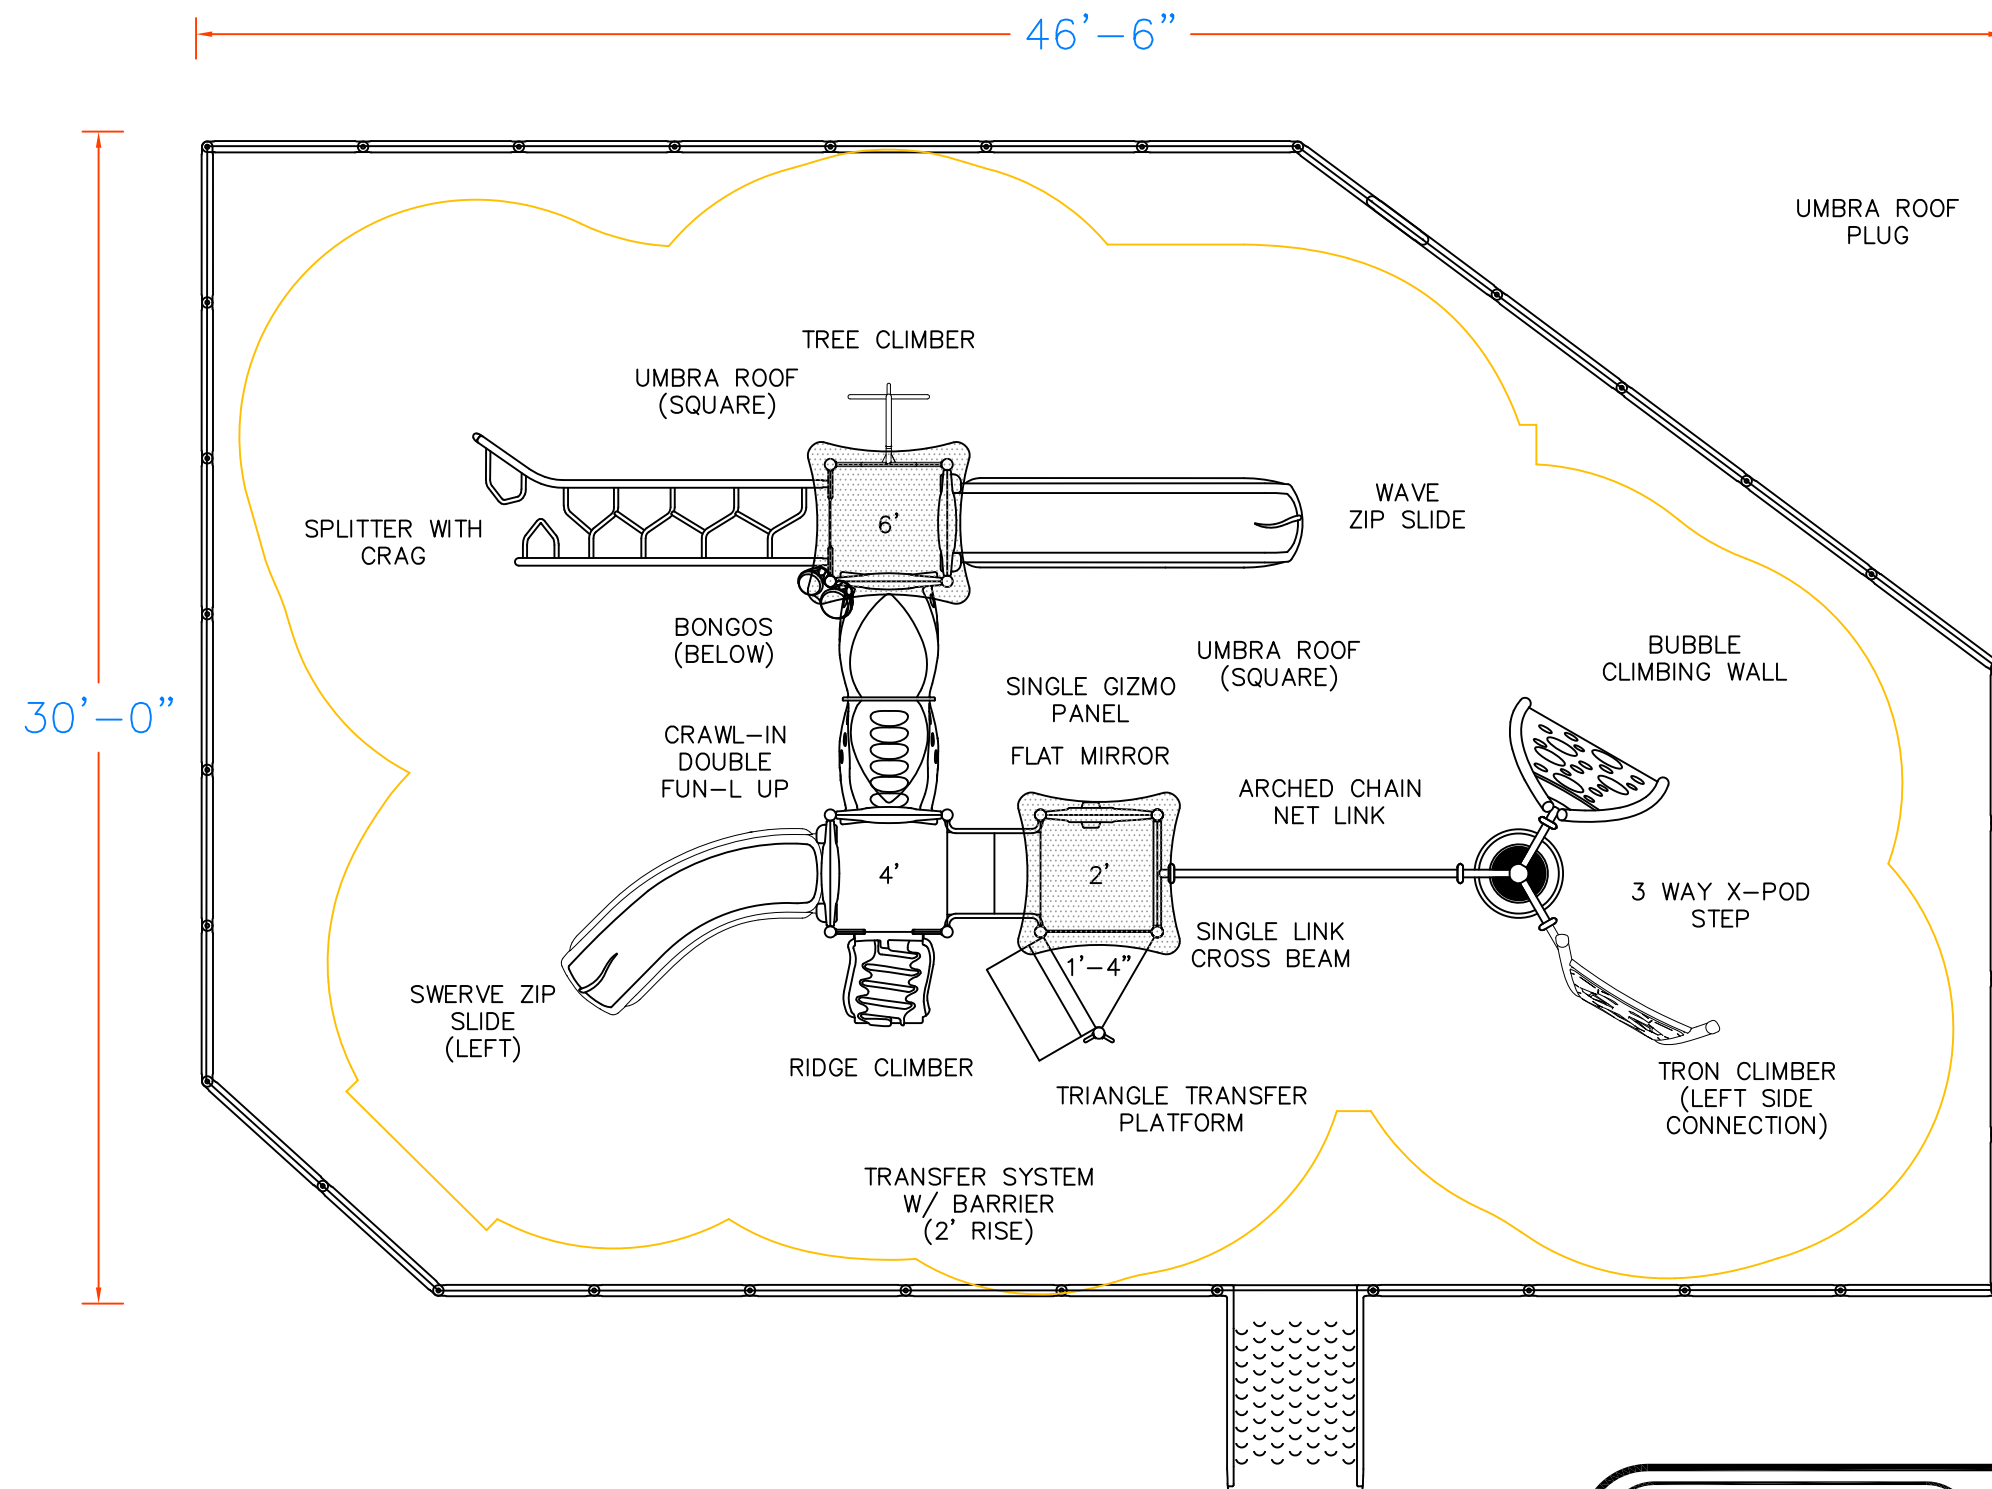 46'-6"
UMBRA ROOF
PLUG
TREE CLIMBER
UMBRA ROOF
(SQUARE)
WAVE
ZIP SLIDE
SPLITTER WITH
CRAG
6'
BONGOS
(BELOW)
UMBRA ROOF
(SQUARE)
BUBBLE
CLIMBING WALL
SINGLE GIZMO
PANEL
30'-0"
CRAWL-IN
DOUBLE
FUN-L UP
FLAT MIRROR
ARCHED CHAIN
NET LINK
4'
2'
3 WAY X-POD
STEP
SINGLE LINK
CROSS BEAM
1'-4"
SWERVE ZIP
SLIDE
(LEFT)
RIDGE CLIMBER
TRIANGLE TRANSFER
PLATFORM
TRON CLIMBER
(LEFT SIDE
CONNECTION)
TRANSFER SYSTEM
W/ BARRIER
(2' RISE)